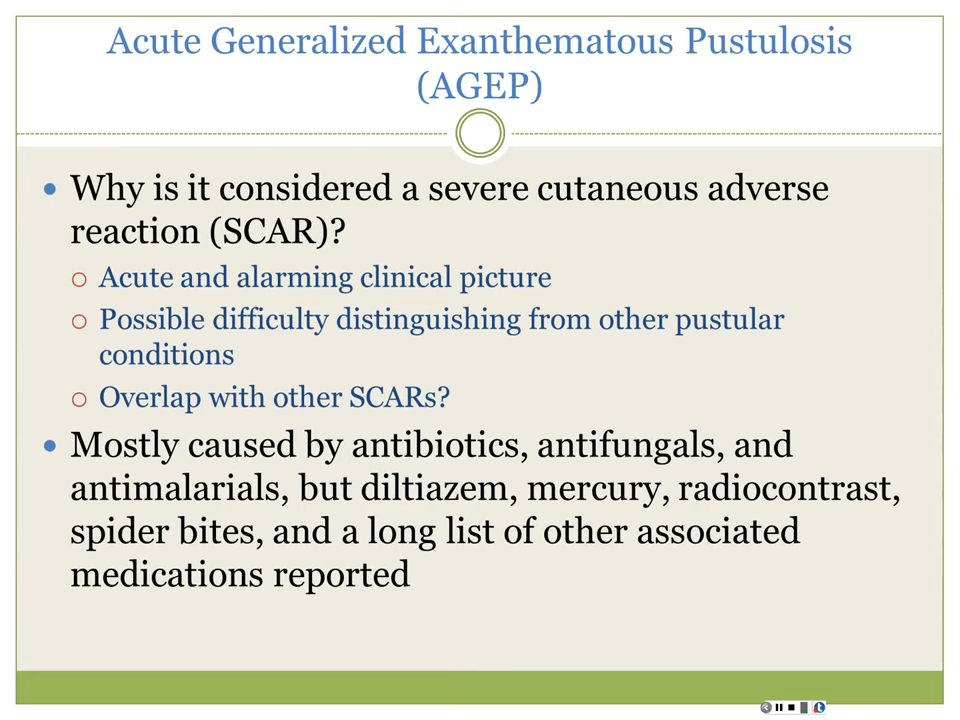 Acute Generalized Exanthematous Pustulosis
(AGEP)
Why is it considered a severe cutaneous adverse
reaction (SCAR)?
Acute and alarming clinical picture
Possible difficulty distinguishing from other pustular
conditions
Overlap with other SCARs?
Mostly caused by antibiotics, antifungals, and
antimalarials, but diltiazem, mercury, radiocontrast,
spider bites, and a long list of other associated
medications reported